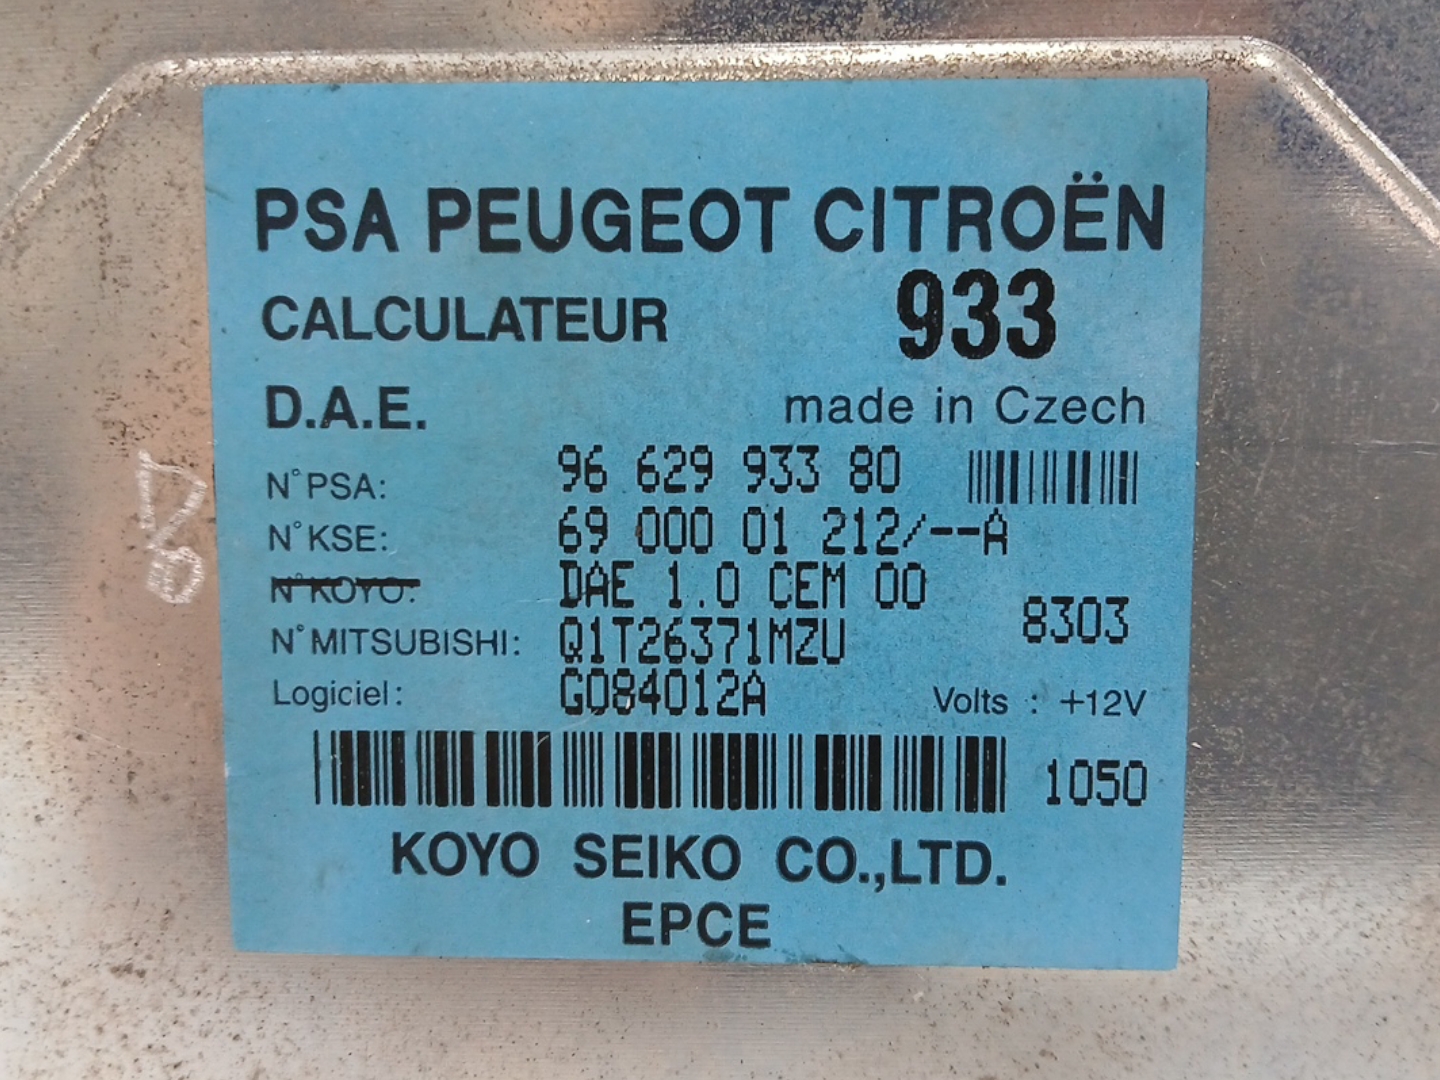 PSA PEUGEOT CITROËN
CALCULATEUR 933
D.A.E. made in Czech
N°PSA: 96 629 933 80
N°KSE: 69 000 01 212/--A
N°KOYO: DAE 1.0 CEM 00
8303
N°MITSUBISHI: Q1T26371MZU
Logiciel: G084012A Volts : +12V
1050
KOYO SEIKO CO.,LTD.
EPCE